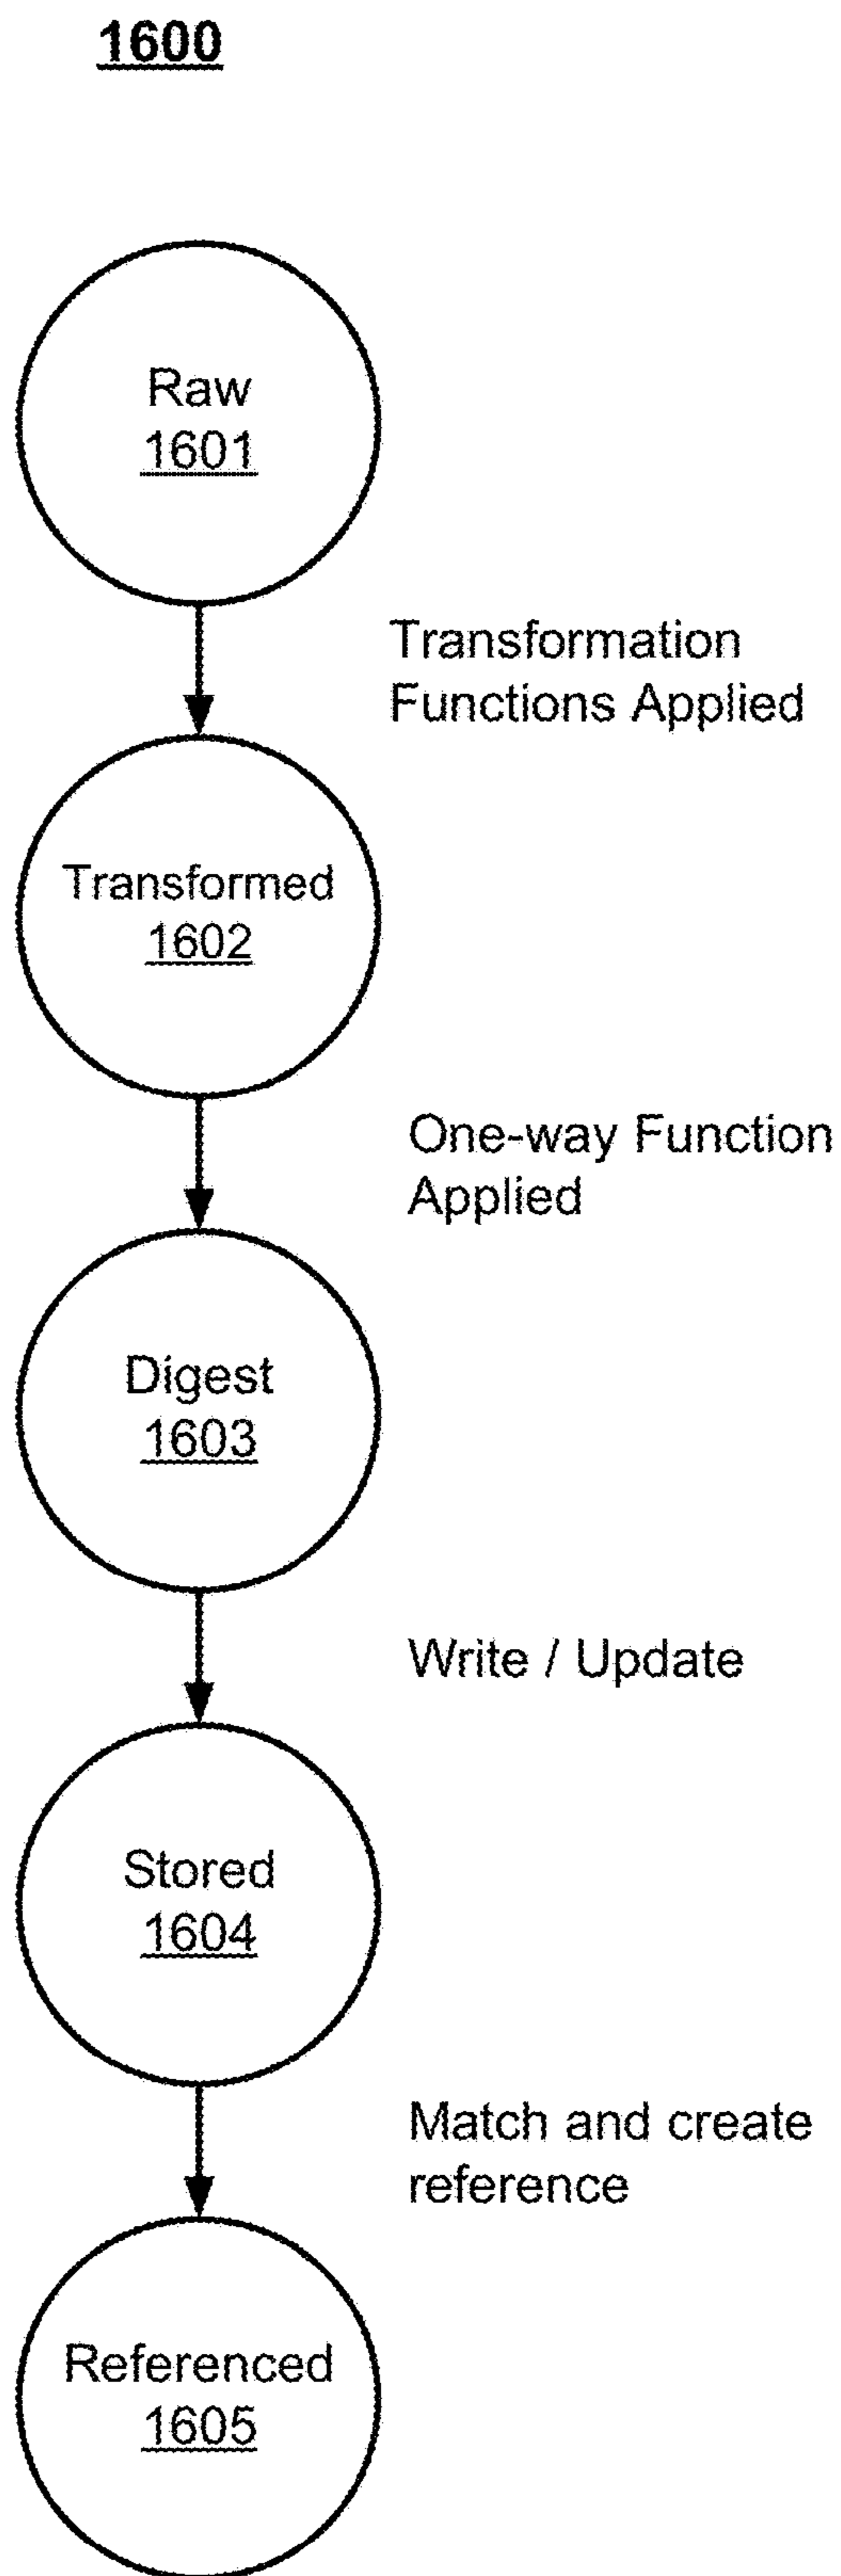 1600
Raw
1601
Transformation
Functions Applied
Transformed
1602
One-way Function
Applied
Digest
1603
Write / Update
Stored
1604
Match and create
reference
Referenced
1605